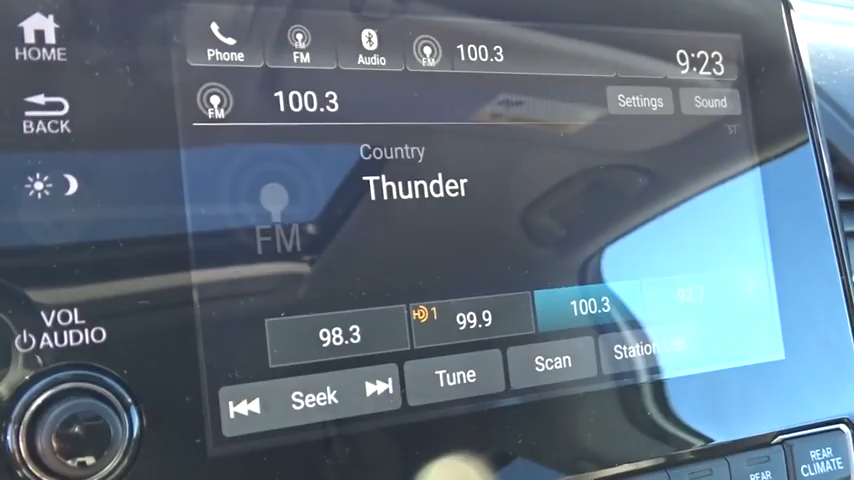 HOME
Phone
FM
Audio
FM
100.3
9:23
BACK
FM
100.3
Settings
Sound
ST
Country
Thunder
FM
VOL
AUDIO
98.3
HD 1
99.9
100.3
Seek
Tune
Scan
Station
REAR
REAR
CLIMATE